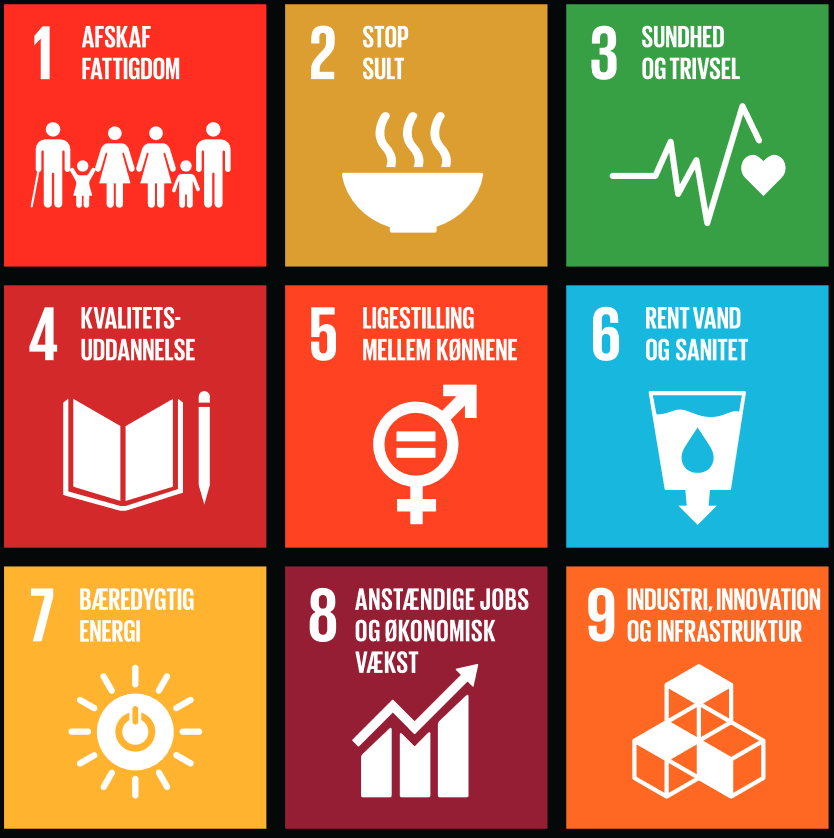 1 AFSKAF
FATTIGDOM
2 STOP
SULT
3 SUNDHED
OG TRIVSEL
4 KVALITETS-
UDDANNELSE
5 LIGESTILLING
MELLEM KØNNENE
6 RENT VAND
OG SANITET
7 BÆREDYGTIG
ENERGI
8 ANSTÆNDIGE JOBS
OG ØKONOMISK
VÆKST
9 INDUSTRI, INNOVATION
OG INFRASTRUKTUR